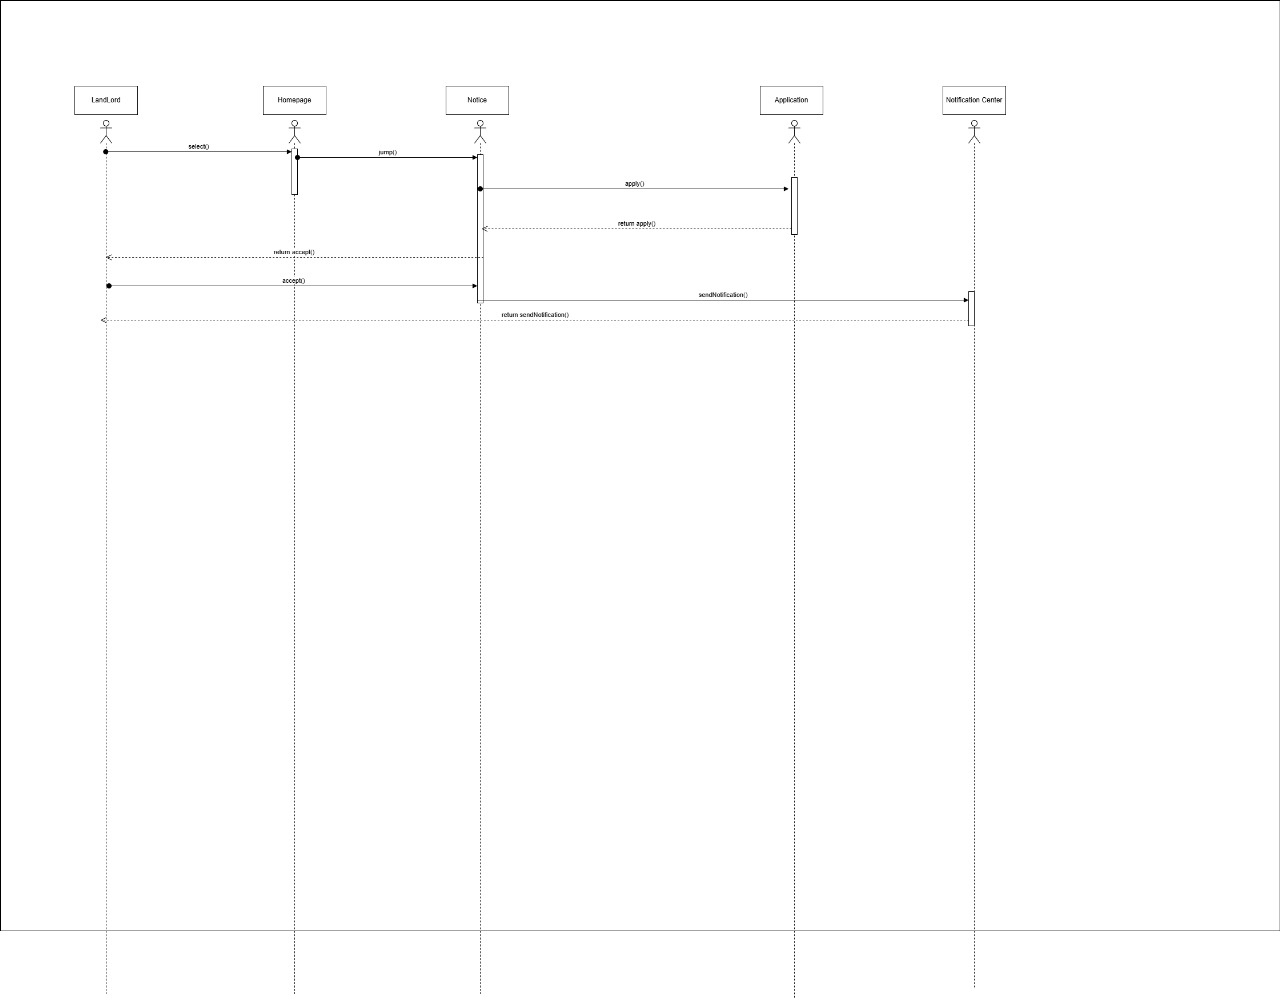 LandLord
Homepage
Notice
Application
Notification Center
select()
jump()
apply()
return apply()
return accept()
accept()
sendNotification()
return sendNotification()